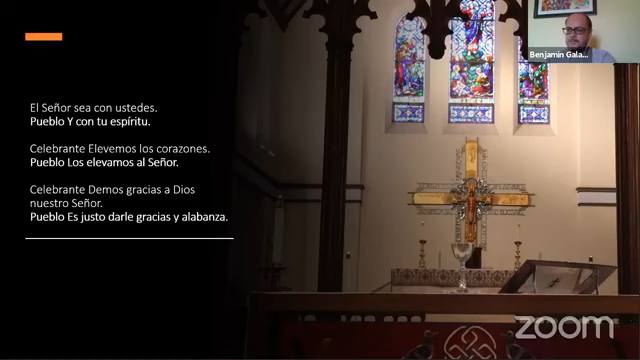 El Señor sea con ustedes.
Pueblo Y con tu espíritu.
Celebrante Elevemos los corazones.
Pueblo Los elevamos al Señor.
Celebrante Demos gracias a Dios
nuestro Señor.
Pueblo Es justo darle gracias y alabanza.
Benjamin Gala...
zoom